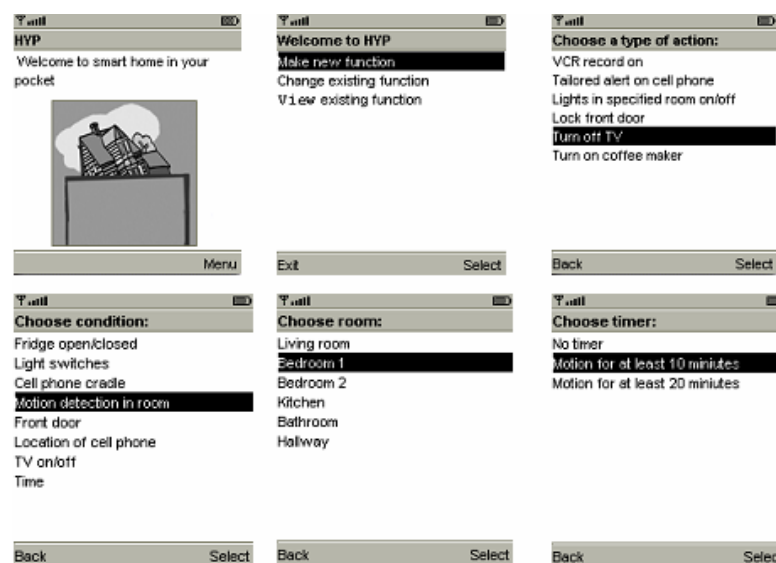 HYP
Welcome to smart home in your
pocket
Menu
Welcome to HYP
Make new function
Change existing function
View existing function
Exit
Select
Choose a type of action:
VCR record on
Tailored alert on cell phone
Lights in specified room on/off
Lock front door
Turn off TV
Turn on coffee maker
Back
Select
Choose condition:
Fridge open/closed
Light switches
Cell phone cradle
Motion detection in room
Front door
Location of cell phone
TV on/off
Time
Back
Select
Choose room:
Living room
Bedroom 1
Bedroom 2
Kitchen
Bathroom
Hallway
Back
Select
Choose timer:
No timer
Motion for at least 10 miniutes
Motion for at least 20 miniutes
Back
Selec